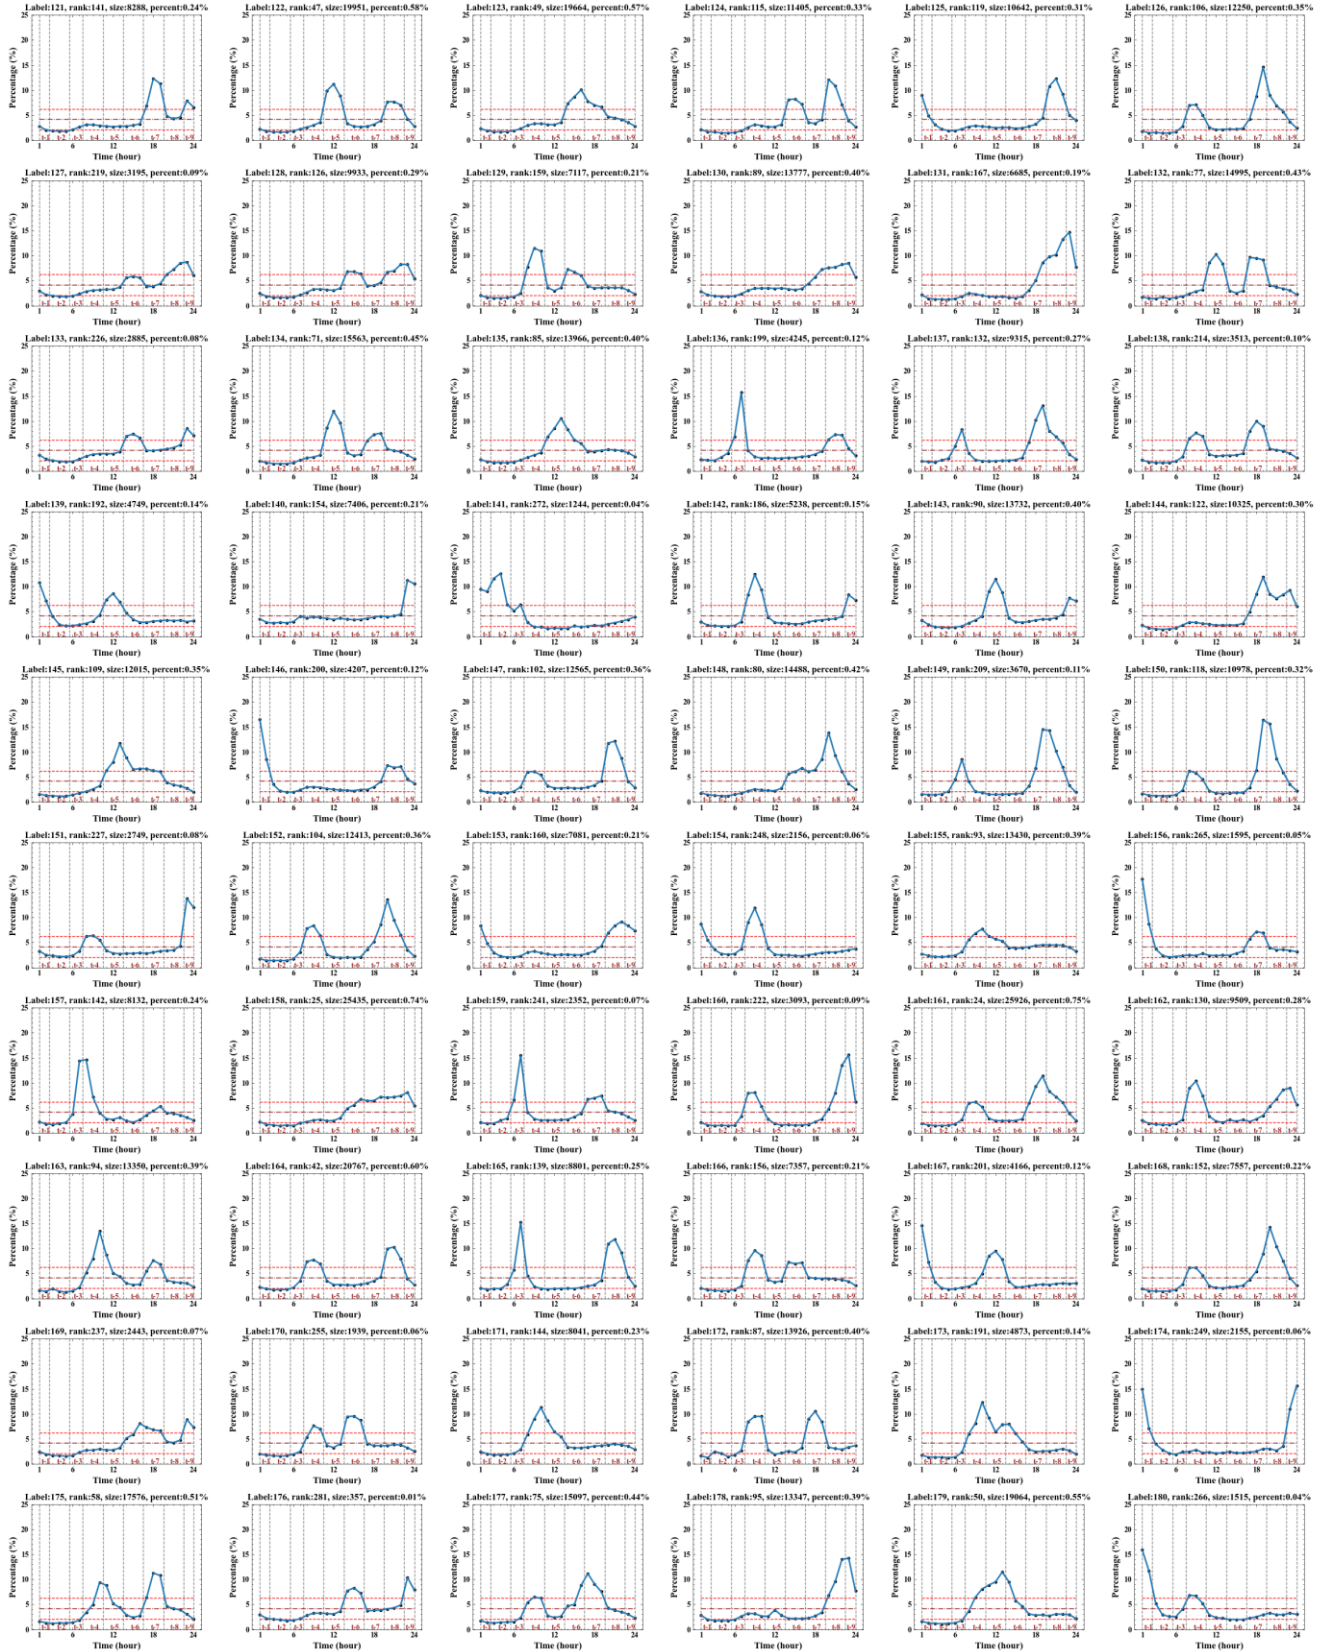 Label:121, rank:141, size:8288, percent:0.24%
Label:122, rank:47, size:19951, percent:0.58%
Label:123, rank:49, size:19664, percent:0.57%
Label:124, rank:115, size:11405, percent:0.33%
Label:125, rank:119, size:10642, percent:0.31%
Label:126, rank:106, size:12250, percent:0.35%
Percentage (%)
Time (hour)
t-1 t-2 t-3 t-4 t-5 t-6 t-7 t-8 t-9
0 5 10 15 20 25
1 6 12 18 24
Label:127, rank:219, size:3195, percent:0.09%
Label:128, rank:126, size:9933, percent:0.29%
Label:129, rank:159, size:7117, percent:0.21%
Label:130, rank:89, size:13777, percent:0.40%
Label:131, rank:167, size:6685, percent:0.19%
Label:132, rank:77, size:14995, percent:0.43%
Label:133, rank:226, size:2885, percent:0.08%
Label:134, rank:71, size:15563, percent:0.45%
Label:135, rank:85, size:13966, percent:0.40%
Label:136, rank:199, size:4245, percent:0.12%
Label:137, rank:132, size:9315, percent:0.27%
Label:138, rank:214, size:3513, percent:0.10%
Label:139, rank:192, size:4749, percent:0.14%
Label:140, rank:154, size:7406, percent:0.21%
Label:141, rank:272, size:1244, percent:0.04%
Label:142, rank:186, size:5238, percent:0.15%
Label:143, rank:90, size:13732, percent:0.40%
Label:144, rank:122, size:10325, percent:0.30%
Label:145, rank:109, size:12015, percent:0.35%
Label:146, rank:200, size:4207, percent:0.12%
Label:147, rank:102, size:12565, percent:0.36%
Label:148, rank:80, size:14488, percent:0.42%
Label:149, rank:209, size:3670, percent:0.11%
Label:150, rank:118, size:10978, percent:0.32%
Label:151, rank:227, size:2749, percent:0.08%
Label:152, rank:104, size:12413, percent:0.36%
Label:153, rank:160, size:7081, percent:0.21%
Label:154, rank:248, size:2156, percent:0.06%
Label:155, rank:93, size:13430, percent:0.39%
Label:156, rank:265, size:1595, percent:0.05%
Label:157, rank:142, size:8132, percent:0.24%
Label:158, rank:25, size:25435, percent:0.74%
Label:159, rank:241, size:2352, percent:0.07%
Label:160, rank:222, size:3093, percent:0.09%
Label:161, rank:24, size:25926, percent:0.75%
Label:162, rank:130, size:9509, percent:0.28%
Label:163, rank:94, size:13350, percent:0.39%
Label:164, rank:42, size:20767, percent:0.60%
Label:165, rank:139, size:8801, percent:0.25%
Label:166, rank:156, size:7357, percent:0.21%
Label:167, rank:201, size:4166, percent:0.12%
Label:168, rank:152, size:7557, percent:0.22%
Label:169, rank:237, size:2443, percent:0.07%
Label:170, rank:255, size:1939, percent:0.06%
Label:171, rank:144, size:8041, percent:0.23%
Label:172, rank:87, size:13926, percent:0.40%
Label:173, rank:191, size:4873, percent:0.14%
Label:174, rank:249, size:2155, percent:0.06%
Label:175, rank:58, size:17576, percent:0.51%
Label:176, rank:281, size:357, percent:0.01%
Label:177, rank:75, size:15097, percent:0.44%
Label:178, rank:95, size:13347, percent:0.39%
Label:179, rank:50, size:19064, percent:0.55%
Label:180, rank:266, size:1515, percent:0.04%